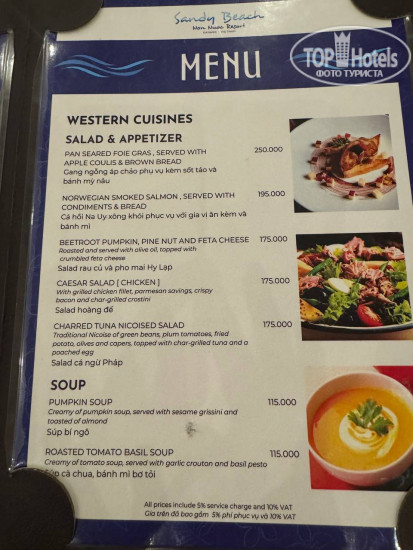 Sandy Beach
Non Nuoc Resort
TOP Hotels
ФОТО ТУРИСТА
MENU
WESTERN CUISINES
SALAD & APPETIZER
PAN SEARED FOIE GRAS , SERVED WITH 250.000
APPLE COULIS & BROWN BREAD
Gang ngỗng áp chảo phụ kèm sốt táo và
bánh mỳ nâu
NORWEGIAN SMOKED SALMON , SERVED WITH 195.000
CONDIMENTS & BREAD
Cá hồi Na Uy xông khói phục vụ với gia vị ăn kèm và
bánh mì
BEETROOT PUMPKIN, PINE NUT AND FETA CHEESE 175.000
Roasted and served with olive oil, topped with
crumbled feta cheese
Salad rau củ và pho mai Hy Lạp
CAESAR SALAD [ CHICKEN ] 175.000
With grilled chicken fillet, parmesan savings, crispy
bacon and char-grilled crostini
Salad hoàng đế
CHARRED TUNA NICOISED SALAD 175.000
Traditional Nicoise of green beans, plum tomatoes, fried
potato, olives and capers, topped with char-grilled tuna and a
poached egg
Salad cá ngừ Pháp
SOUP
PUMPKIN SOUP 115.000
Creamy of pumpkin soup, served with sesame grissini and
toasted of almond
Súp bí ngô
ROASTED TOMATO BASIL SOUP 115.000
Creamy of tomato soup, served with garlic crouton and basil pesto
Súp cà chua, bánh mì bơ tỏi
All prices include 5% service charge and 10% VAT
Gía trên đã bao gồm 5% phí phục vụ và 10% VAT